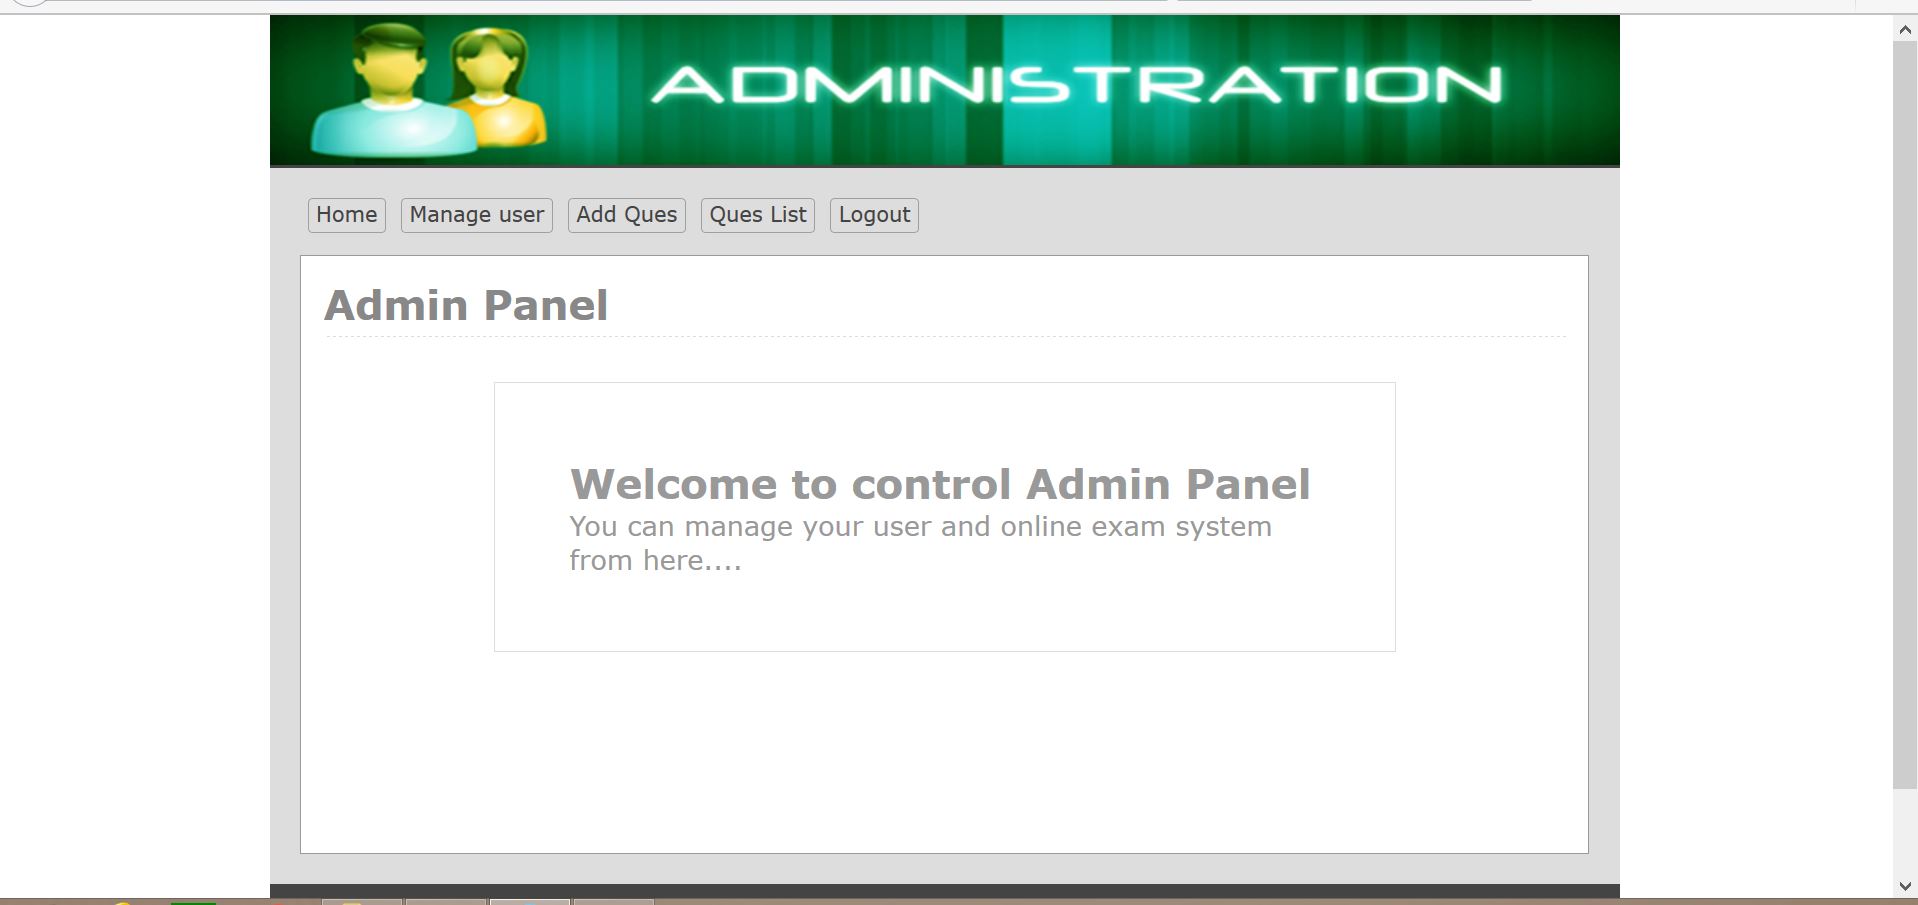 ADMINISTRATION
Home Manage user Add Ques Ques List Logout
Admin Panel
Welcome to control Admin Panel
You can manage your user and online exam system
from here....